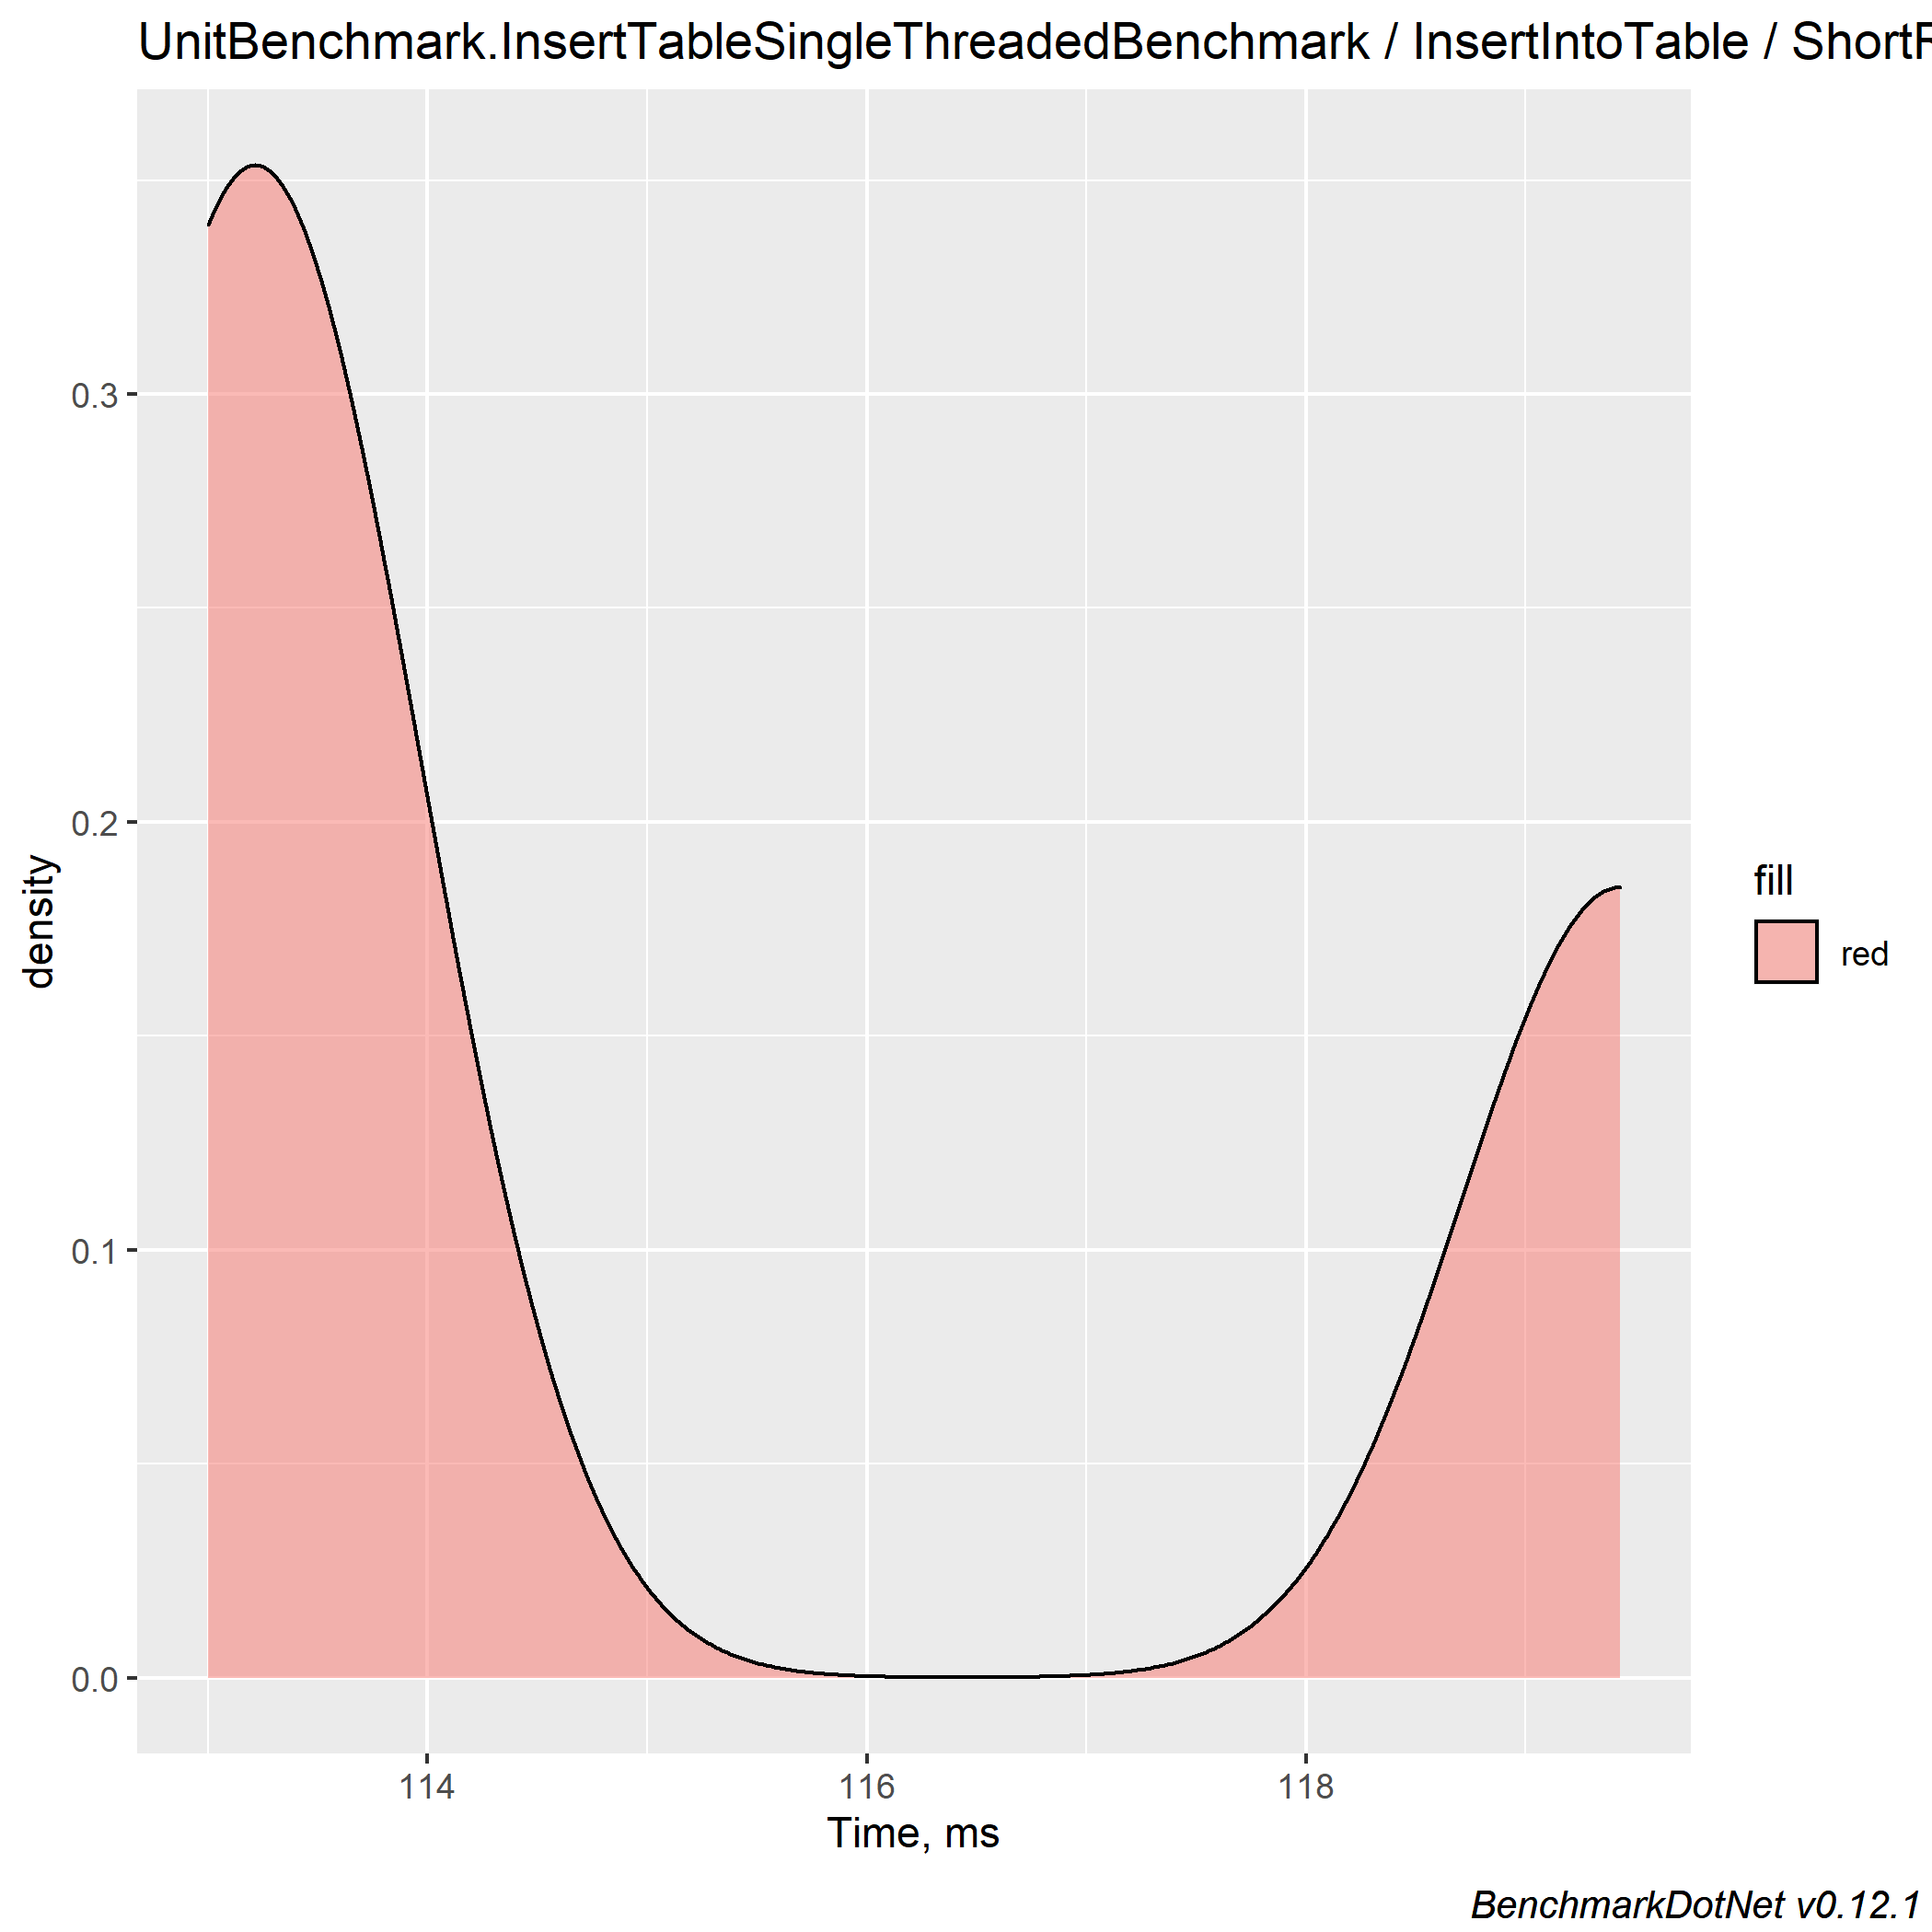 UnitBenchmark.InsertTableSingleThreadedBenchmark / InsertIntoTable / ShortR
0.3
0.2
0.1
0.0
density
114 116 118
Time, ms
fill
red
BenchmarkDotNet v0.12.1